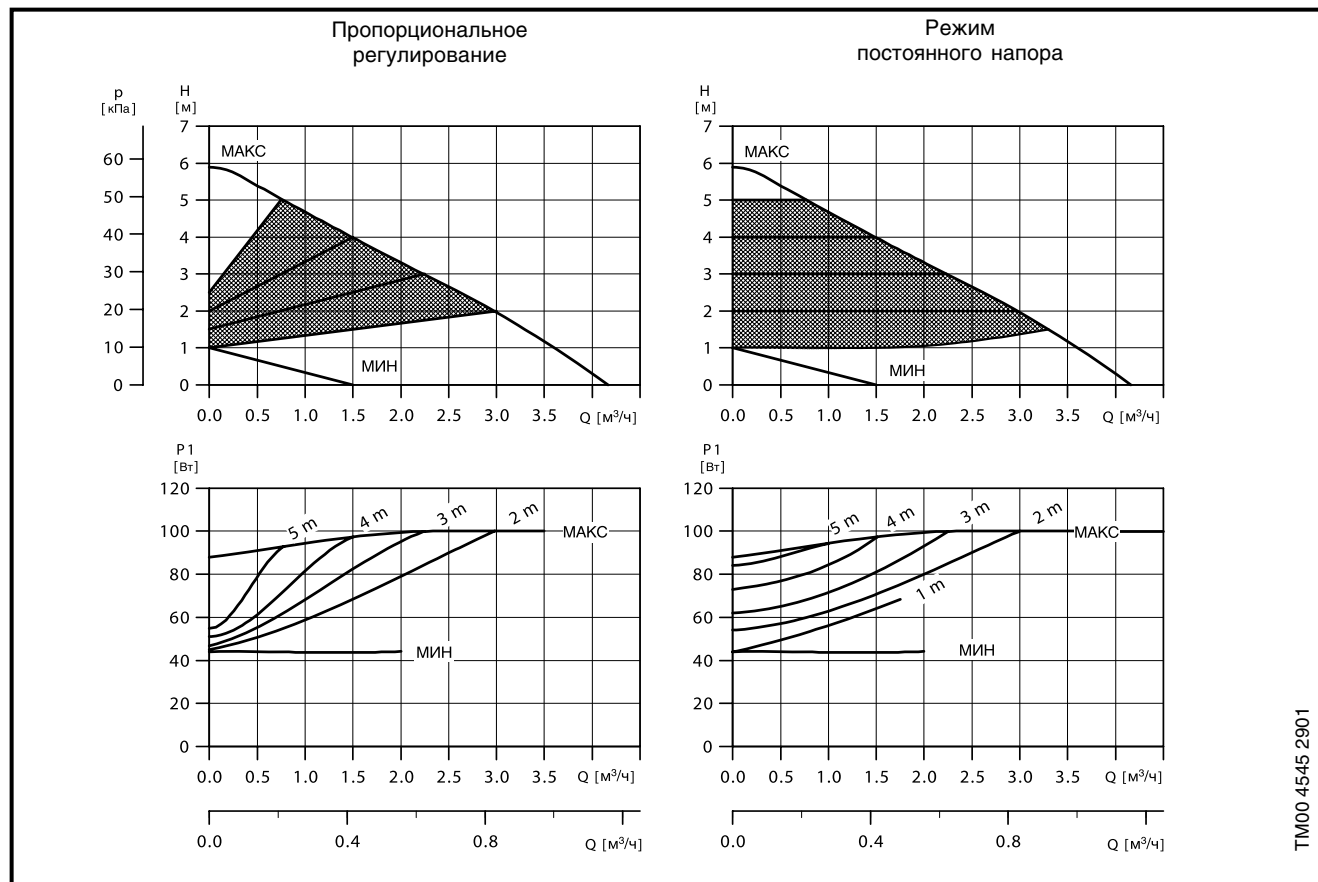 Пропорциональное
регулирование
Режим
постоянного напора
p
[кПа]
H
[м]
7
6
5
4
3
2
1
0
60
50
40
30
20
10
0
МАКС
МИН
0.0 0.5 1.0 1.5 2.0 2.5 3.0 3.5 Q [м³/ч]
H
[м]
7
6
5
4
3
2
1
0
МАКС
МИН
0.0 0.5 1.0 1.5 2.0 2.5 3.0 3.5 Q [м³/ч]
P1
[Вт]
120
100
80
60
40
20
0
5 m 4 m 3 m 2 m
МАКС
МИН
0.0 0.5 1.0 1.5 2.0 2.5 3.0 3.5 Q [м³/ч]
0.0 0.4 0.8 Q [м³/ч]
P1
[Вт]
120
100
80
60
40
20
0
5 m 4 m 3 m 2 m
МАКС
1 m
МИН
0.0 0.5 1.0 1.5 2.0 2.5 3.0 3.5 Q [м³/ч]
0.0 0.4 0.8 Q [м³/ч]
TM00 4545 2901